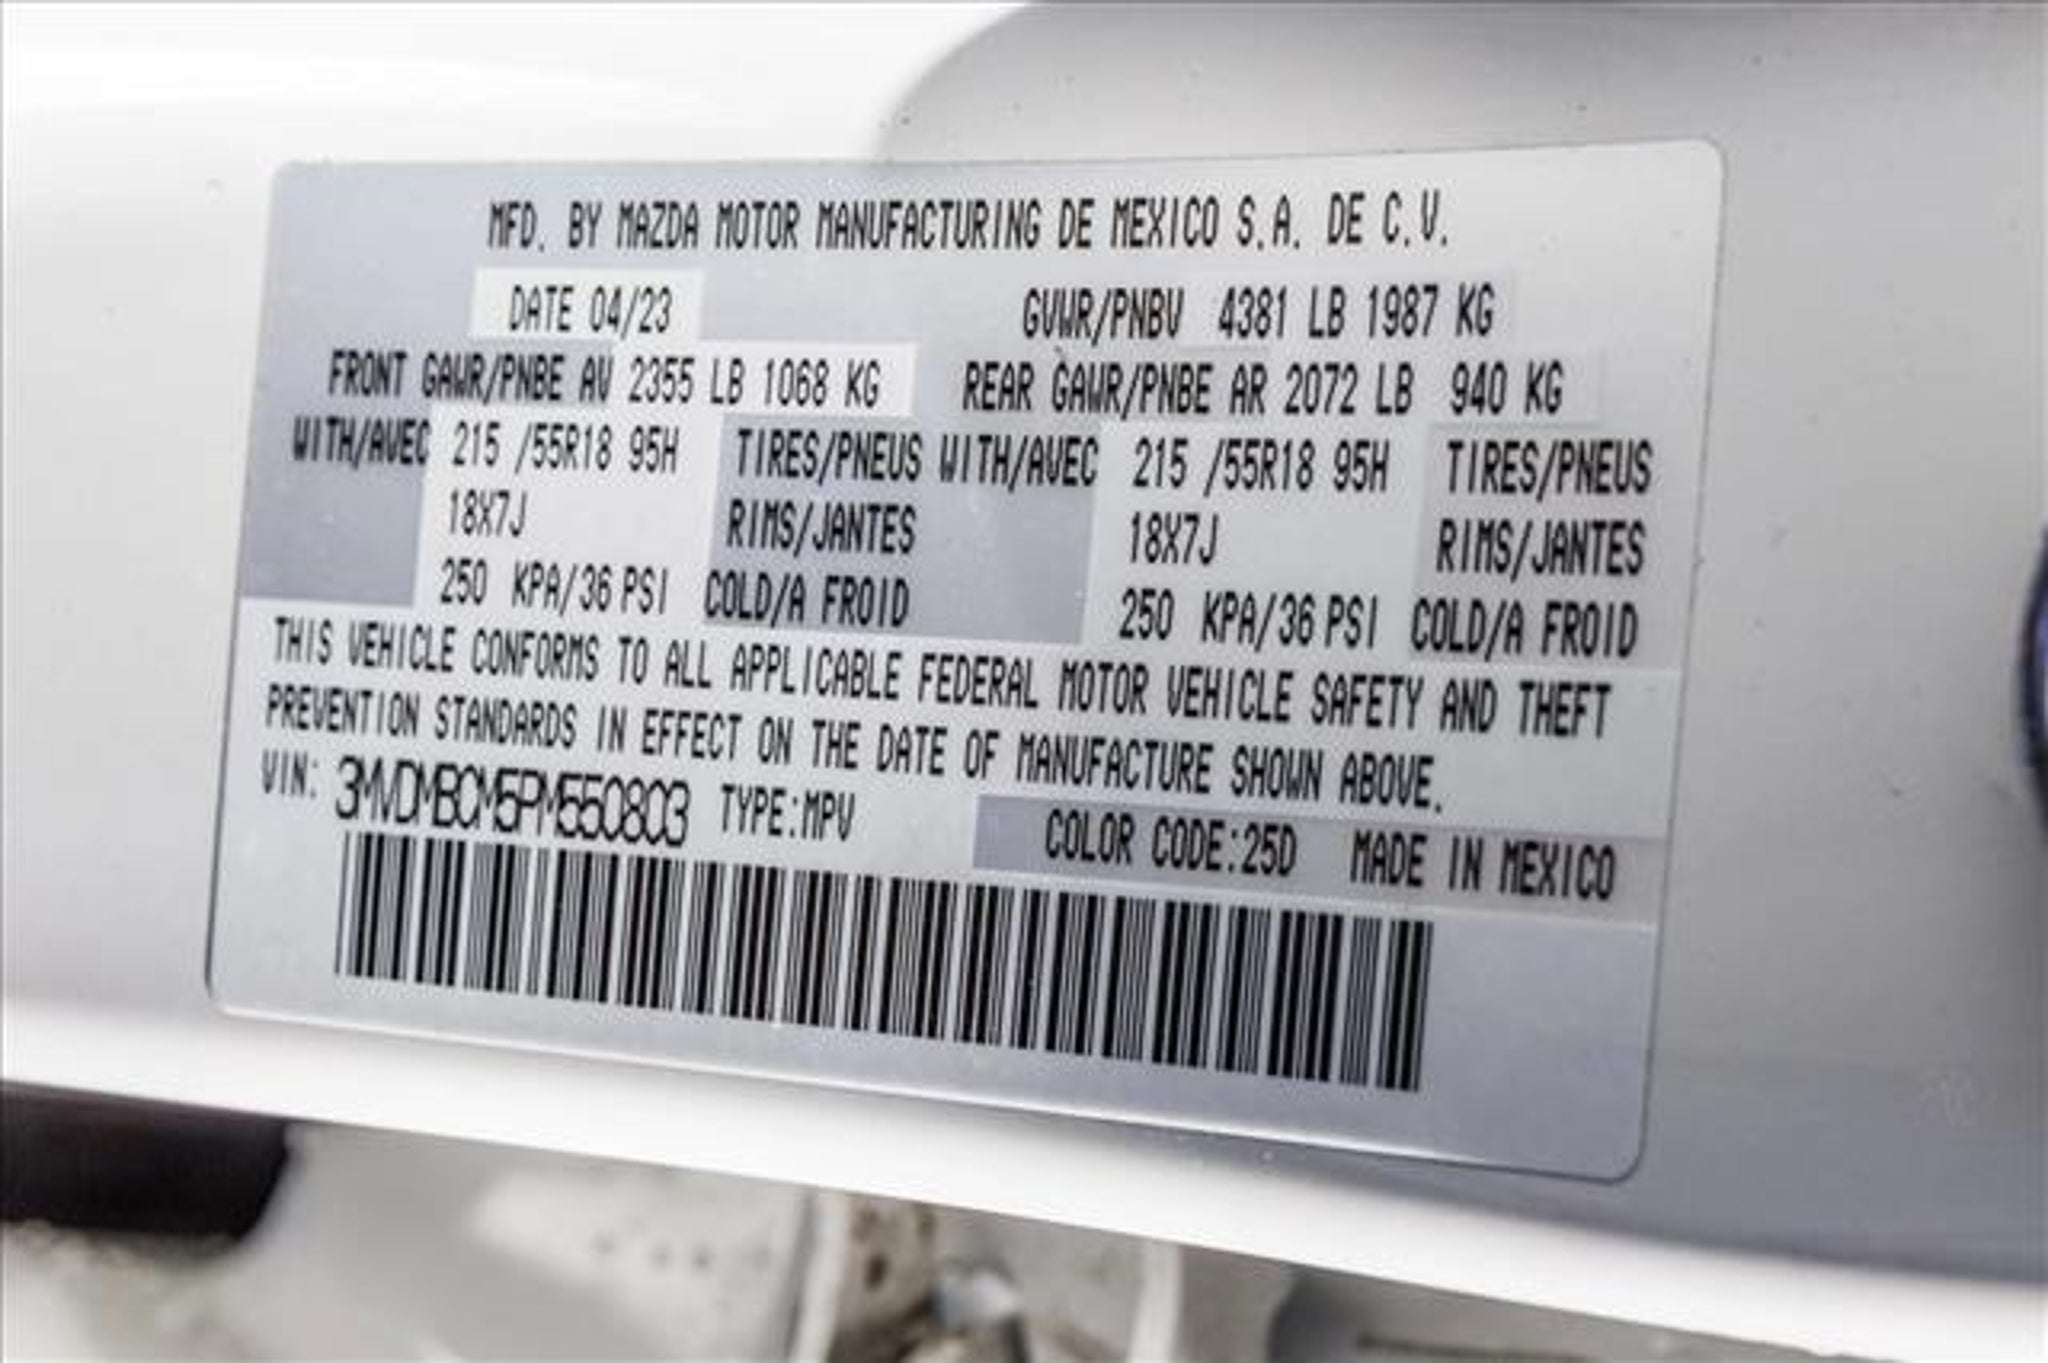 MFD. BY MAZDA MOTOR MANUFACTURING DE MEXICO S.A. DE C.V.
DATE 04/23 GVWR/PNBV 4381 LB 1987 KG
FRONT GAWR/PNBE AV 2355 LB 1068 KG REAR GAWR/PNBE AR 2072 LB 940 KG
WITH/AVEC 215 /55R18 95H TIRES/PNEUS WITH/AVEC 215 /55R18 95H TIRES/PNEUS
18X7J RIMS/JANTES 18X7J RIMS/JANTES
250 KPA/36 PSI COLD/A FROID 250 KPA/36 PSI COLD/A FROID
THIS VEHICLE CONFORMS TO ALL APPLICABLE FEDERAL MOTOR VEHICLE SAFETY AND THEFT
PREVENTION STANDARDS IN EFFECT ON THE DATE OF MANUFACTURE SHOWN ABOVE.
VIN: 3MVDMBCM5PM550803 TYPE:MPV COLOR CODE:25D MADE IN MEXICO